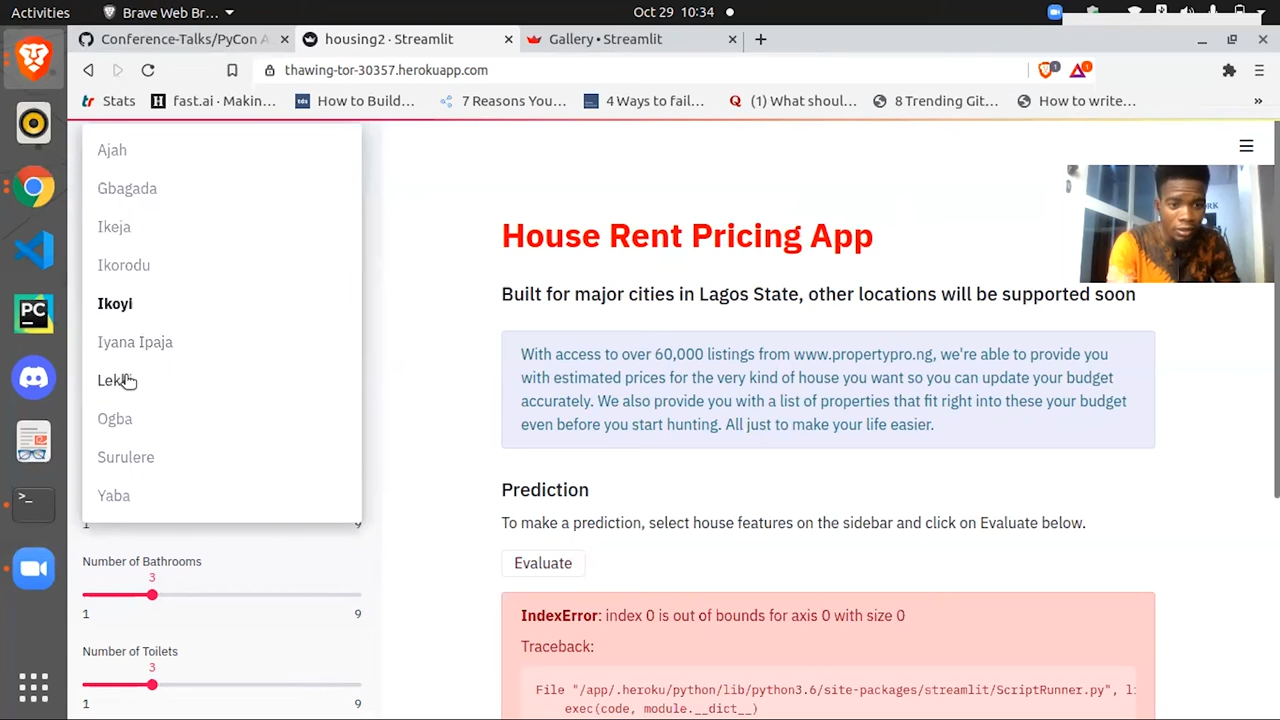 Activities
Brave Web Br...
Oct 29 10:34
Conference-Talks/PyCon A
housing2 · Streamlit
Gallery • Streamlit
thawing-tor-30357.herokuapp.com
1
1
tr Stats
H fast.ai - Makin...
tds How to Build...
7 Reasons You...
4 Ways to fail...
Q (1) What shoul...
8 Trending Git...
How to write...
»
Ajah
Gbagada
Ikeja
Ikorodu
Ikoyi
Iyana Ipaja
Ogba
Surulere
Yaba
1 9
Number of Bathrooms
3
1 9
Number of Toilets
3
1 9
House Rent Pricing App
Built for major cities in Lagos State, other locations will be supported soon
With access to over 60,000 listings from www.propertypro.ng, we're able to provide you
with estimated prices for the very kind of house you want so you can update your budget
accurately. We also provide you with a list of properties that fit right into these your budget
even before you start hunting. All just to make your life easier.
Prediction
To make a prediction, select house features on the sidebar and click on Evaluate below.
Evaluate
IndexError: index 0 is out of bounds for axis 0 with size 0
Traceback:
File "/app/.heroku/python/lib/python3.6/site-packages/streamlit/ScriptRunner.py", li
exec(code, module.__dict__)
PC
>_